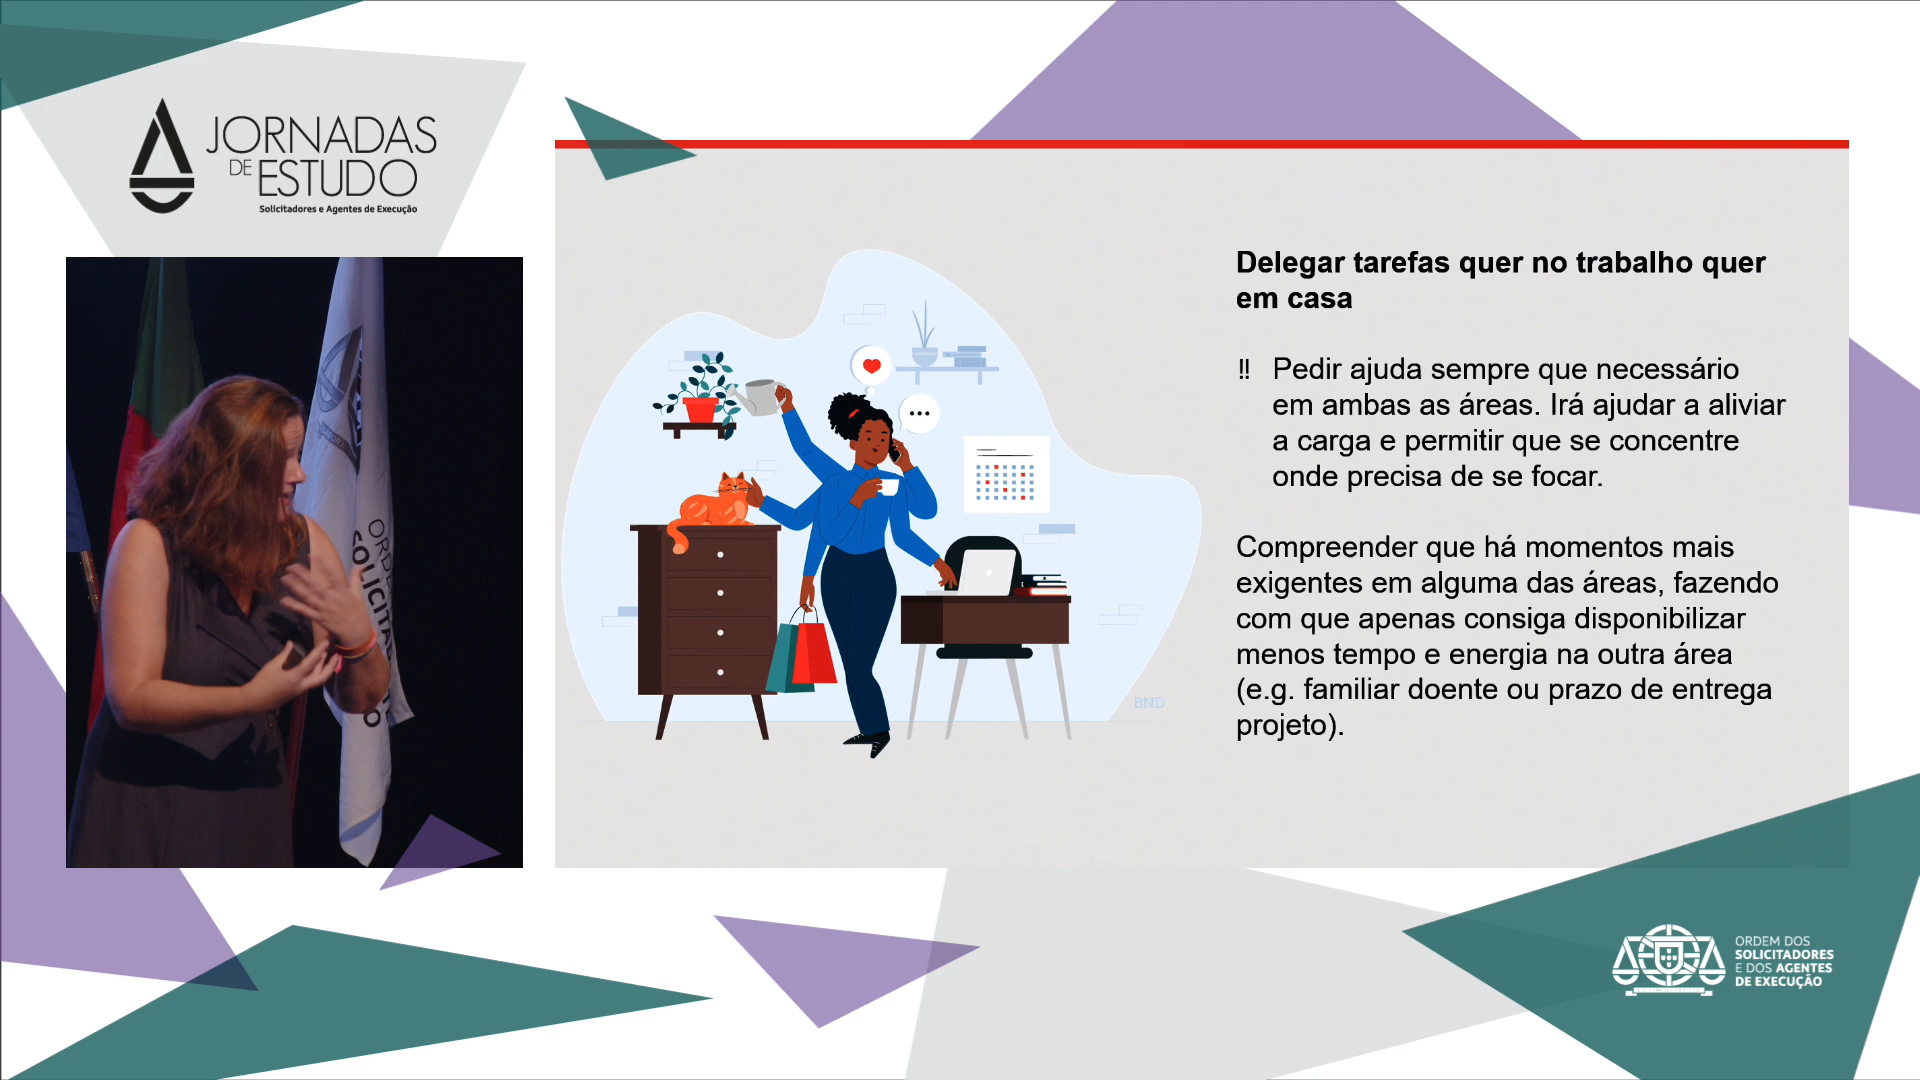 JORNADAS
DE ESTUDO
Solicitadores e Agentes de Execução
Delegar tarefas quer no trabalho quer
em casa
‼ Pedir ajuda sempre que necessário
em ambas as áreas. Irá ajudar a aliviar
a carga e permitir que se concentre
onde precisa de se focar.
Compreender que há momentos mais
exigentes em alguma das áreas, fazendo
com que apenas consiga disponibilizar
menos tempo e energia na outra área
(e.g. familiar doente ou prazo de entrega
projeto).
BND
ORDEM DOS
SOLICITADORES
E DOS AGENTES
DE EXECUÇÃO